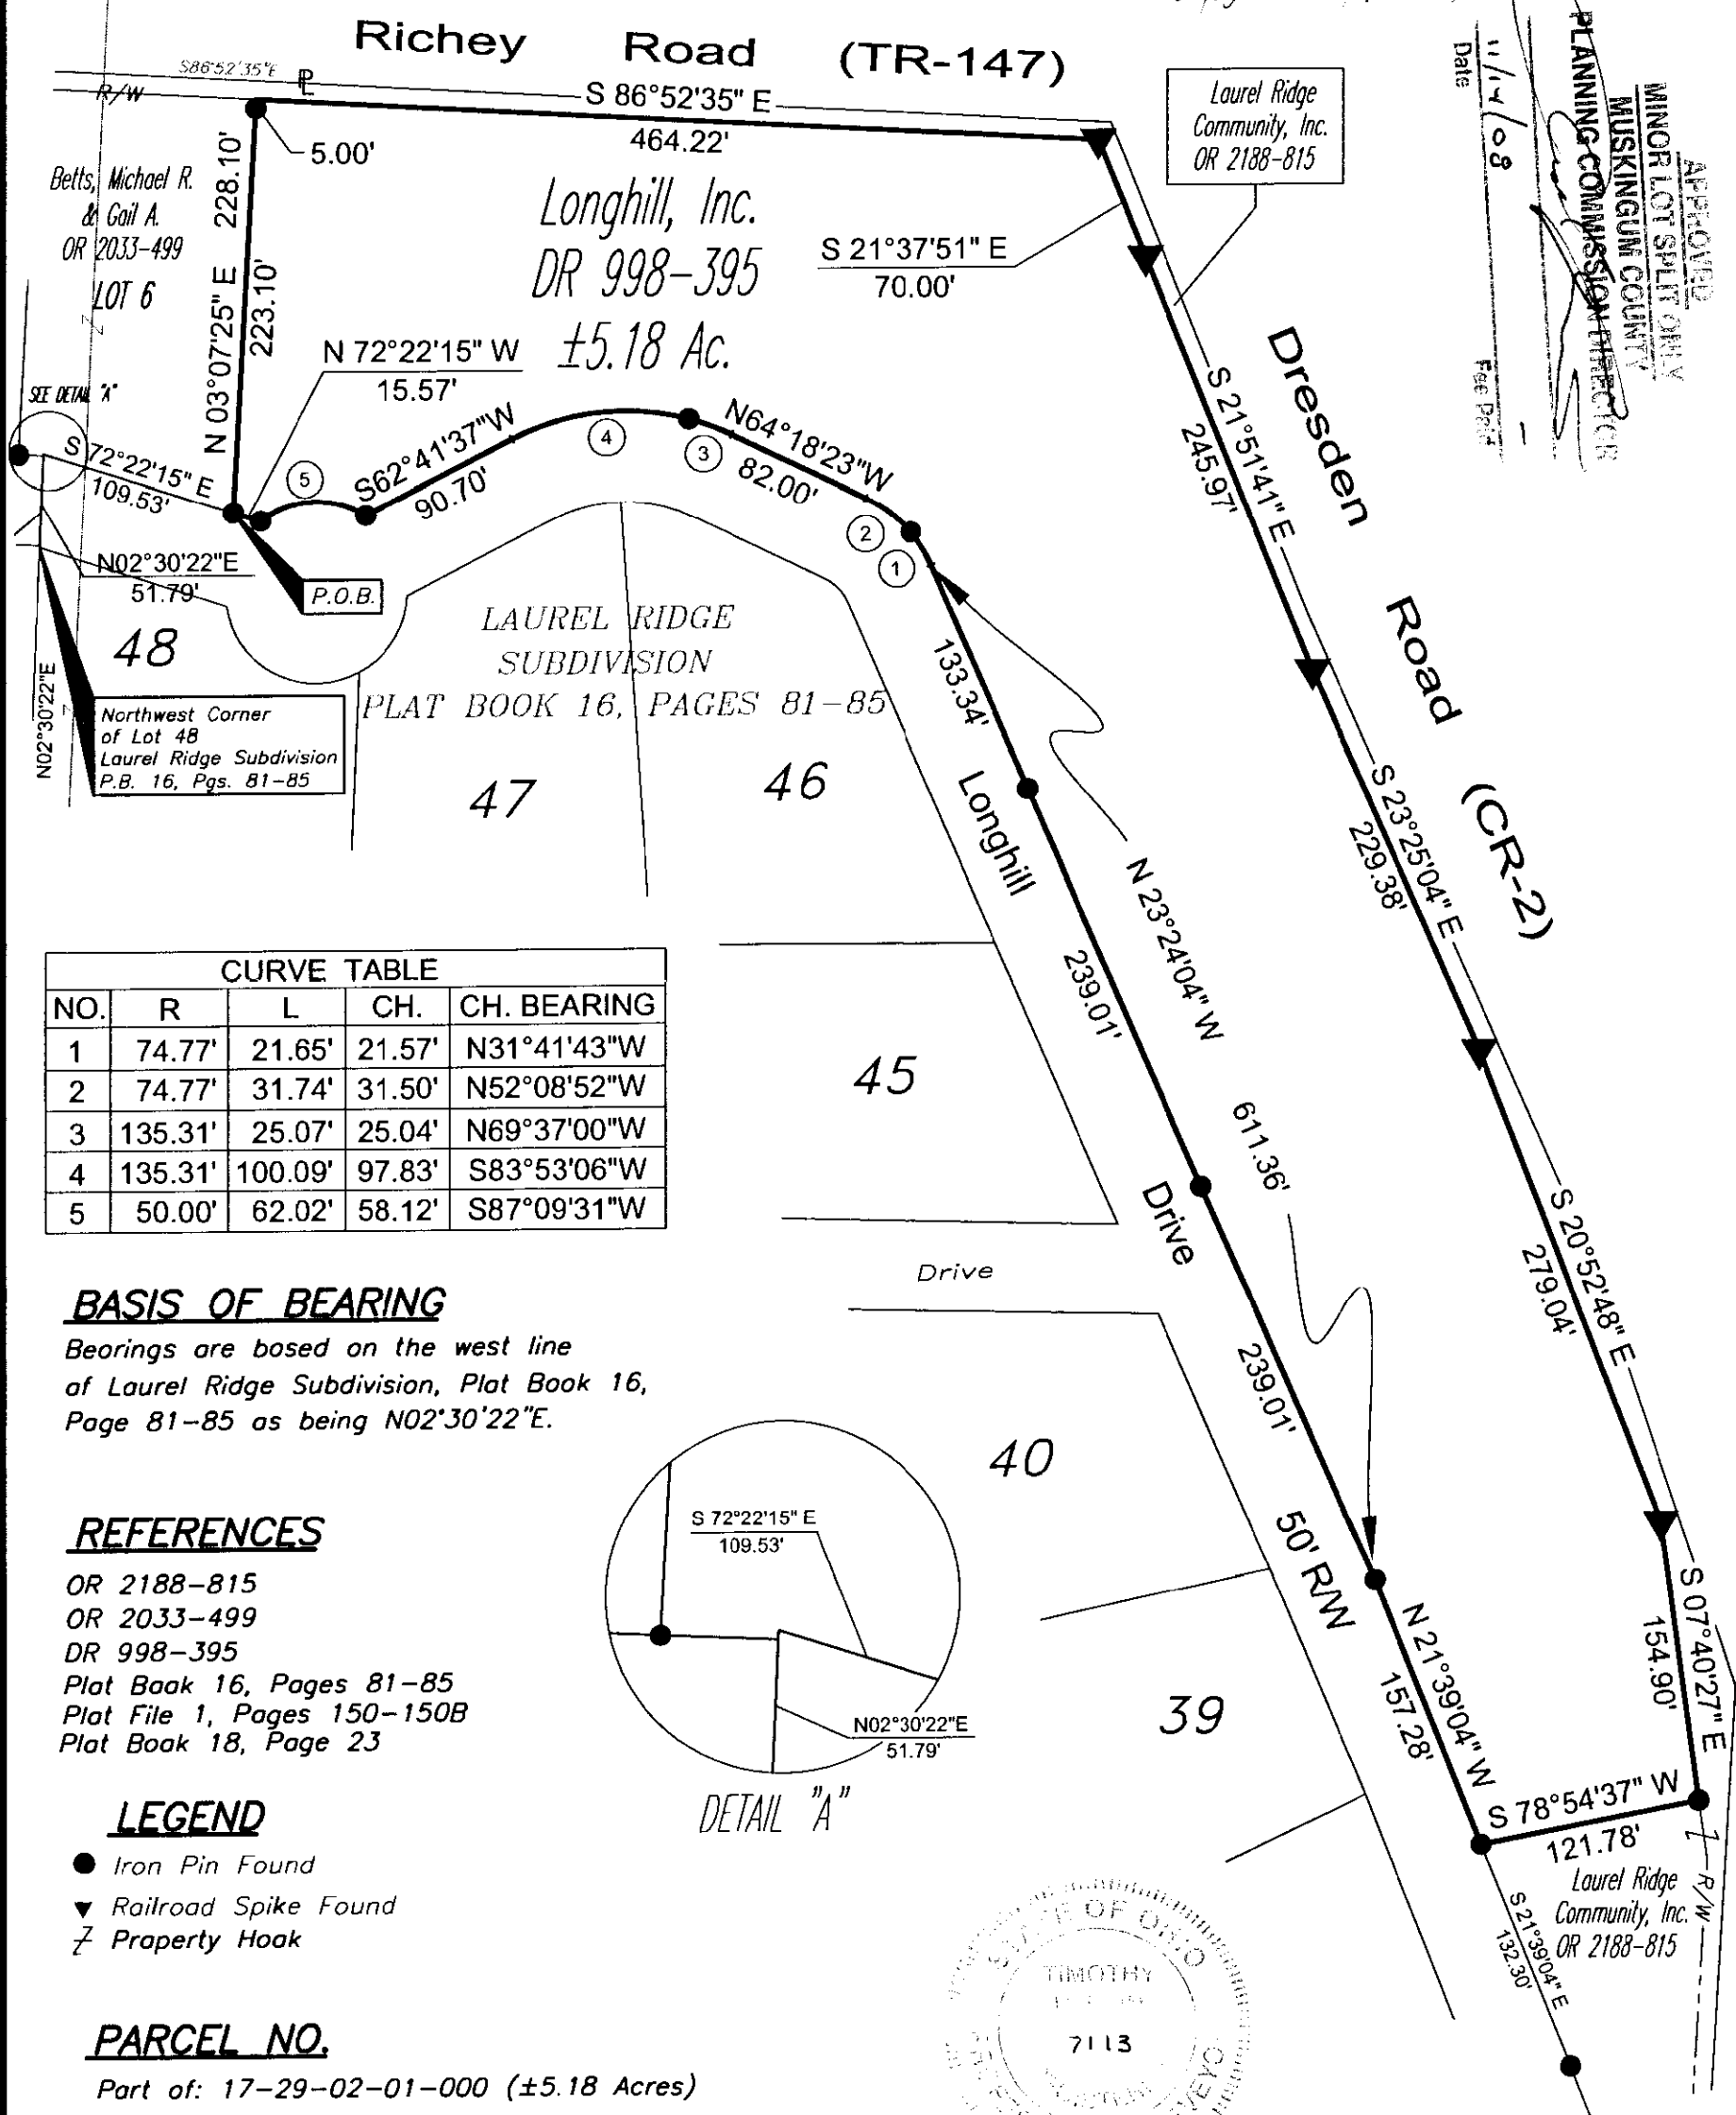 Richey Road (TR-147)
S86°52'35"E
R/W
S 86°52'35" E
464.22'
5.00'
Laurel Ridge
Community, Inc.
OR 2188-815
APPROVED
MINOR LOT SPLIT ONLY
MUSKINGUM COUNTY
PLANNING COMMISSION DIRECTOR
11/14/08
Date
Fee Paid
Betts, Michael R.
& Gail A.
OR 2033-499
LOT 6
N 03°07'25" E 228.10'
223.10'
Longhill, Inc.
DR 998-395
±5.18 Ac.
S 21°37'51" E
70.00'
N 72°22'15" W
15.57'
SEE DETAIL "A"
S 72°22'15" E
109.53'
5
S62°41'37"W
90.70'
4
3
N64°18'23"W
82.00'
2
1
N02°30'22"E
51.79'
P.O.B.
48
N02°30'22"E
Northwest Corner
of Lot 48
Laurel Ridge Subdivision
P.B. 16, Pgs. 81-85
LAUREL RIDGE
SUBDIVISION
PLAT BOOK 16, PAGES 81-85
47
46
Dresden Road (CR-2)
S 21°51'41" E
245.97'
S 23°25'04" E
229.38'
S 20°52'48" E
279.04'
S 07°40'27" E
154.90'
133.34'
Longhill Drive
N 23°24'04" W
611.36'
239.01'
239.01'
50' R/W
N 21°39'04" W
157.28'
S 78°54'37" W
121.78'
Laurel Ridge
Community, Inc.
OR 2188-815
R/W
S 21°39'04" E
132.30'
45
Drive
40
39
CURVE TABLE
NO. R L CH. CH. BEARING
1 74.77' 21.65' 21.57' N31°41'43"W
2 74.77' 31.74' 31.50' N52°08'52"W
3 135.31' 25.07' 25.04' N69°37'00"W
4 135.31' 100.09' 97.83' S83°53'06"W
5 50.00' 62.02' 58.12' S87°09'31"W
BASIS OF BEARING
Bearings are based on the west line
of Laurel Ridge Subdivision, Plat Book 16,
Page 81-85 as being N02°30'22"E.
REFERENCES
OR 2188-815
OR 2033-499
DR 998-395
Plat Book 16, Pages 81-85
Plat File 1, Pages 150-150B
Plat Book 18, Page 23
S 72°22'15" E
109.53'
N02°30'22"E
51.79'
DETAIL "A"
LEGEND
Iron Pin Found
Railroad Spike Found
Property Hook
PARCEL NO.
Part of: 17-29-02-01-000 (±5.18 Acres)
STATE OF OHIO
TIMOTHY
7113